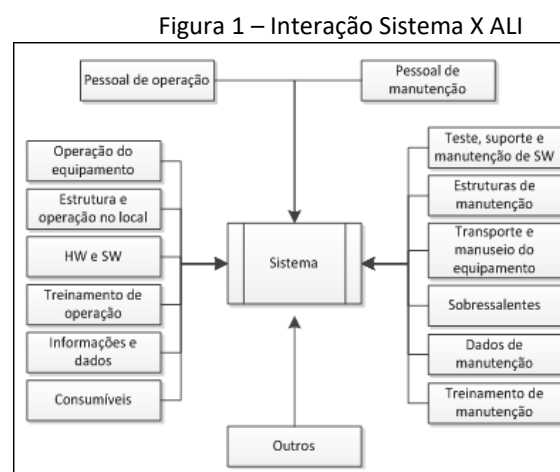 Figura 1 – Interação Sistema X ALI
Pessoal de operação
Pessoal de
manutenção
Operação do
equipamento
Estrutura e
operação no local
HW e SW
Treinamento de
operação
Informações e
dados
Consumíveis
Sistema
Teste, suporte e
manutenção de SW
Estruturas de
manutenção
Transporte e
manuseio do
equipamento
Sobressalentes
Dados de
manutenção
Treinamento de
manutenção
Outros